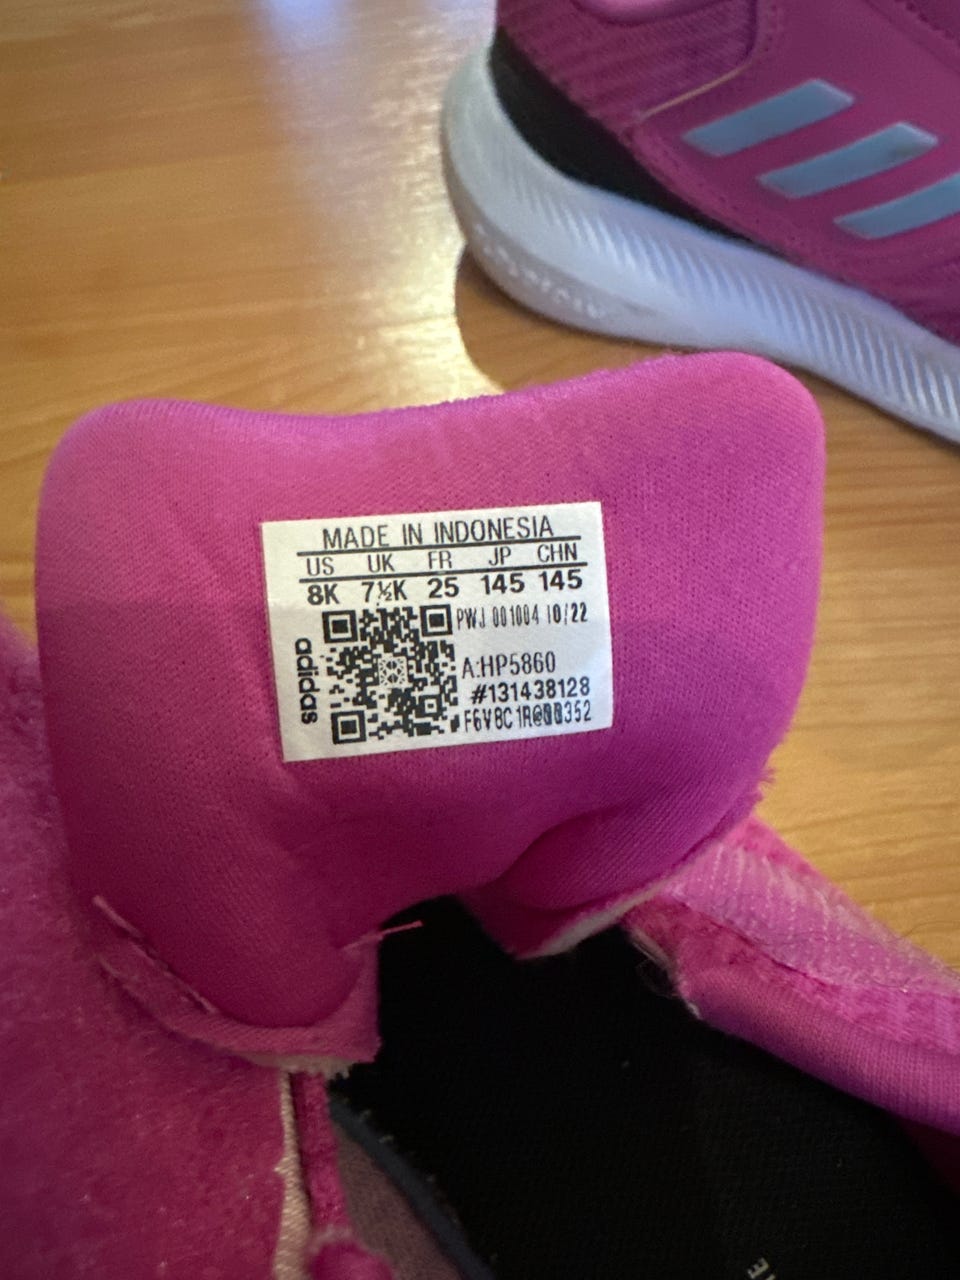 MADE IN INDONESIA
US UK FR JP CHN
8K 7½K 25 145 145
PWJ 001004 10/22
A:HP5860
#131438128
adidas